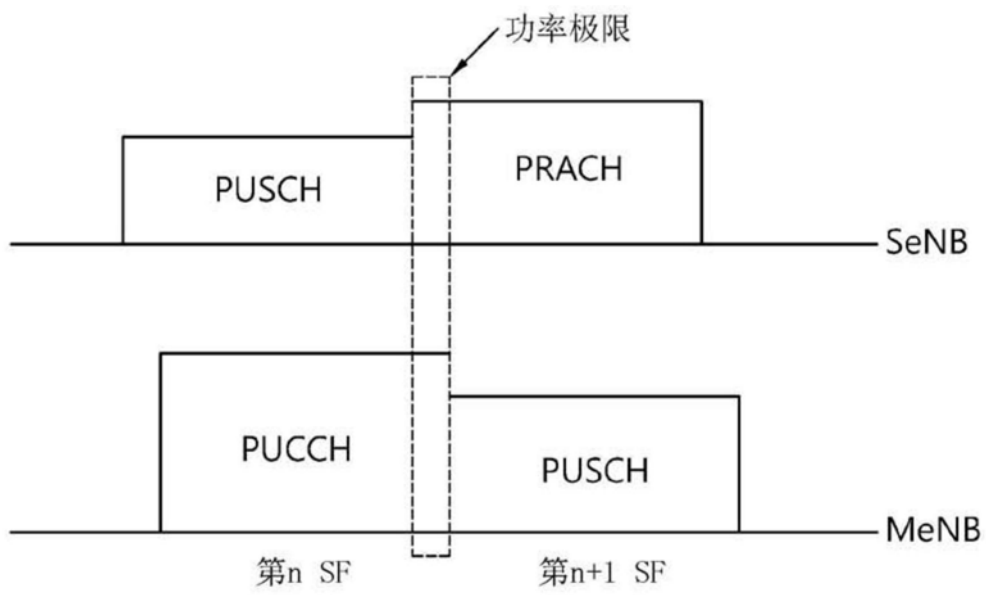 功率极限
PUSCH
PRACH
SeNB
PUCCH
PUSCH
MeNB
第n SF
第n+1 SF